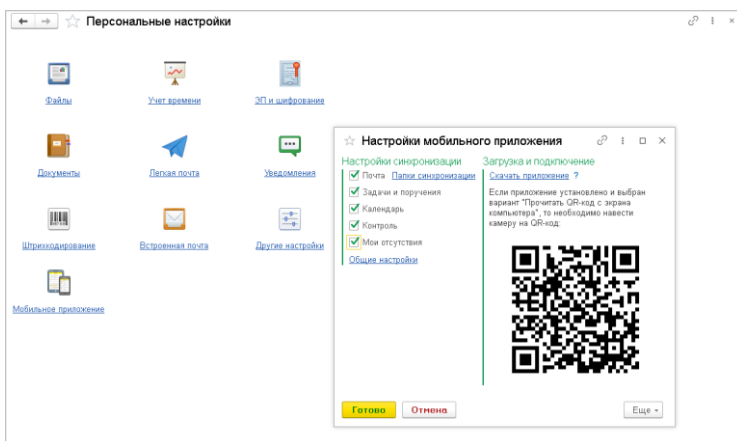 Персональные настройки
Файлы
Учет времени
ЭП и шифрование
Документы
Легкая почта
Уведомления
Штрихкодирование
Встроенная почта
Другие настройки
Мобильное приложение
Настройки мобильного приложения
Настройки синхронизации
Почта Папки синхронизации
Задачи и поручения
Календарь
Контроль
Мои отсутствия
Общие настройки
Загрузка и подключение
Скачать приложение ?
Если приложение установлено и выбран
вариант "Прочитать QR-код с экрана
компьютера", то необходимо навести
камеру на QR-код:
Готово
Отмена
Еще